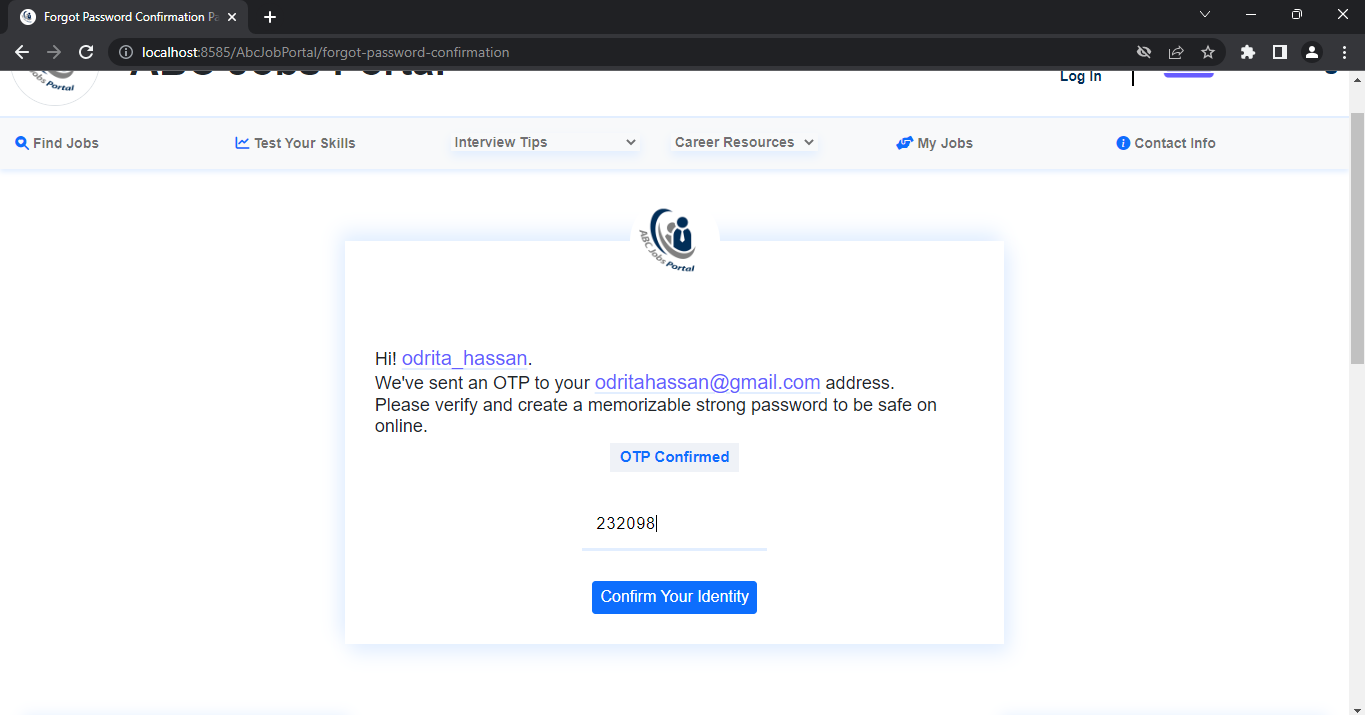 Forgot Password Confirmation Pa
localhost:8585/AbcJobPortal/forgot-password-confirmation
ABC Jobs Portal
Jobs Portal
Log In
Find Jobs
Test Your Skills
Interview Tips
Career Resources
My Jobs
Contact Info
ABC Jobs Portal
Hi! odrita_hassan.
We've sent an OTP to your odritahassan@gmail.com address.
Please verify and create a memorizable strong password to be safe on
online.
OTP Confirmed
232098
Confirm Your Identity